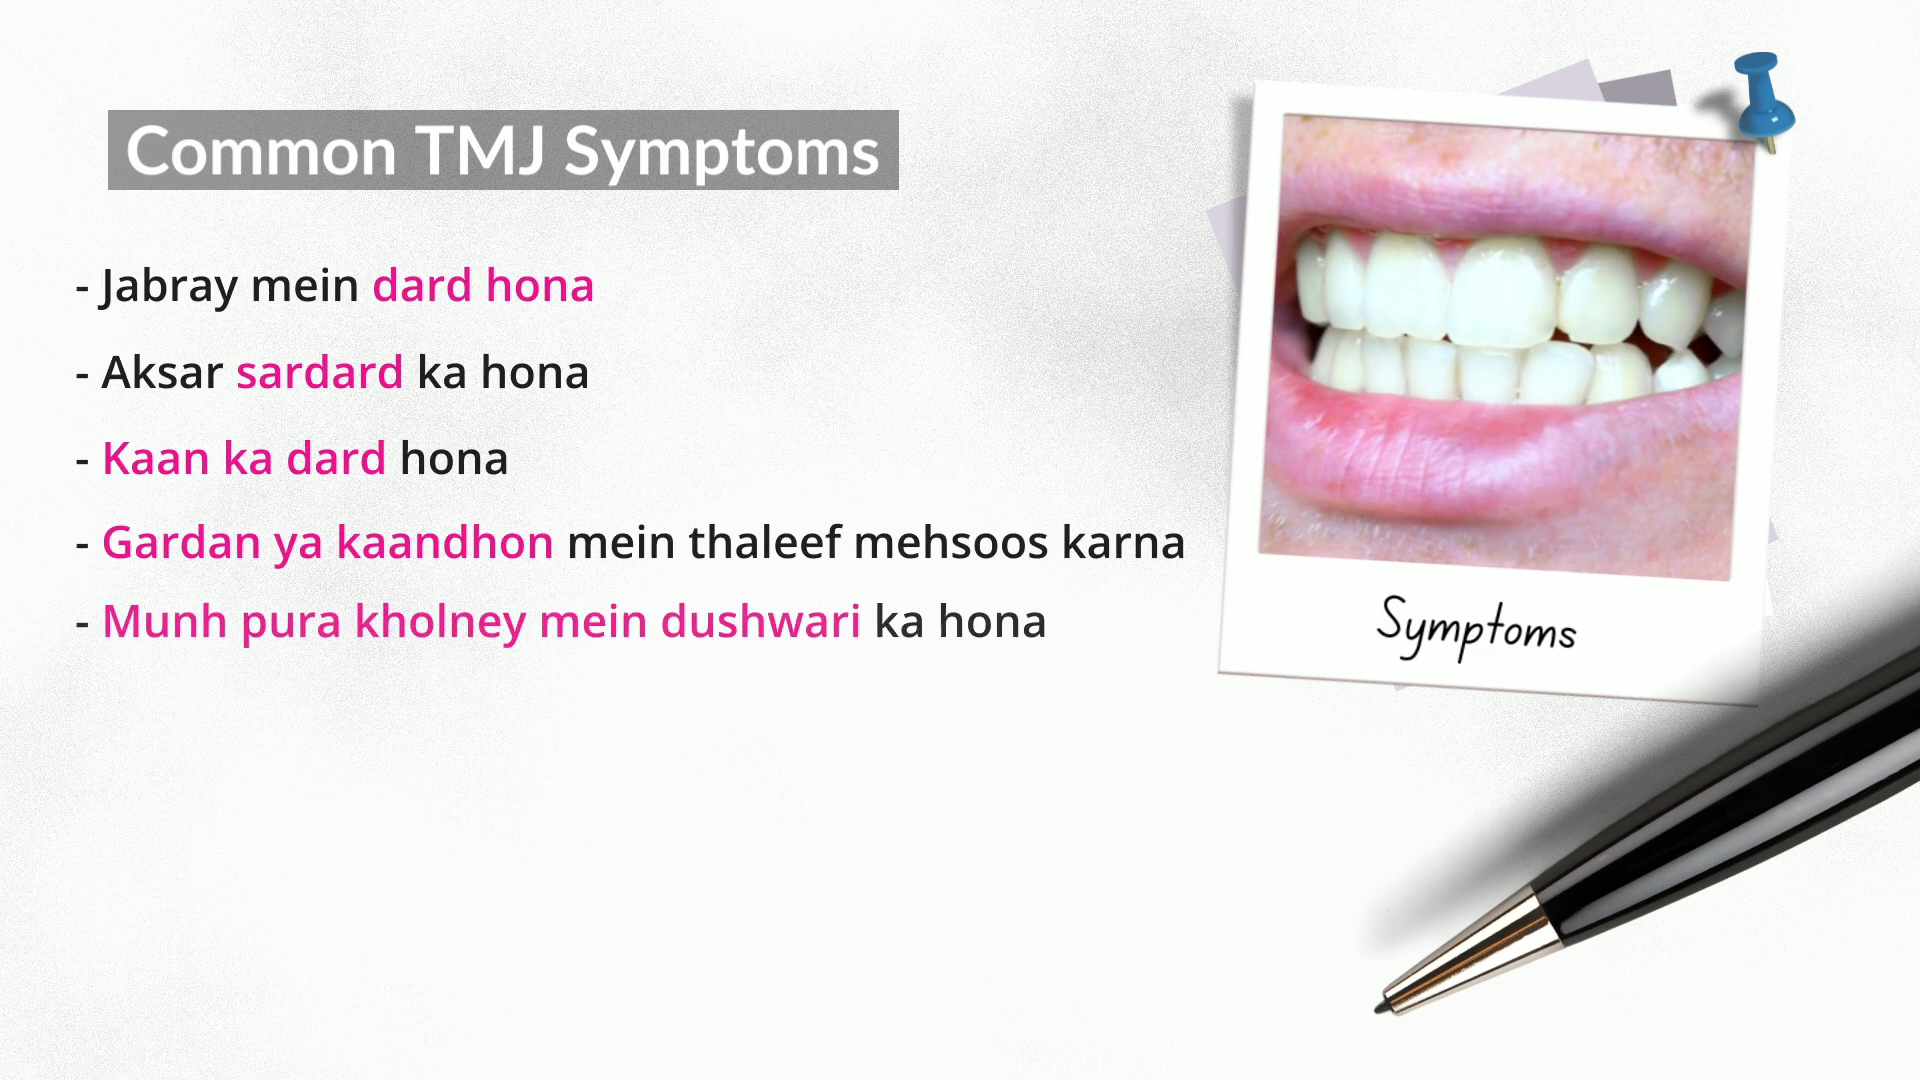 Common TMJ Symptoms
- Jabray mein dard hona
- Aksar sardard ka hona
- Kaan ka dard hona
- Gardan ya kaandhon mein thaleef mehsoos karna
- Munh pura kholney mein dushwari ka hona
Symptoms